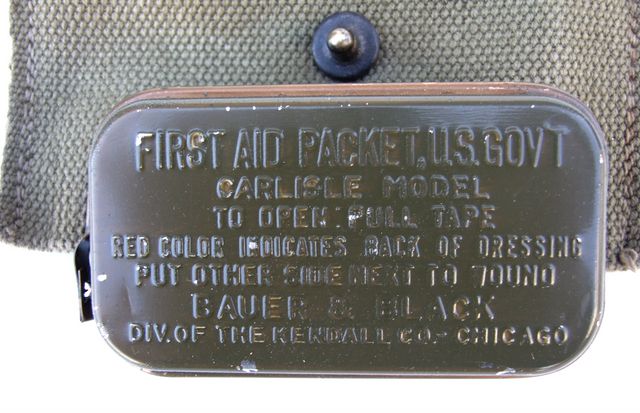 FIRST AID PACKET, U.S. GOV'T
CARLISLE MODEL
TO OPEN PULL TAPE
RED COLOR INDICATES BACK OF DRESSING
PUT OTHER SIDE NEXT TO WOUND
BAUER & BLACK
DIV. OF THE KENDALL CO.- CHICAGO